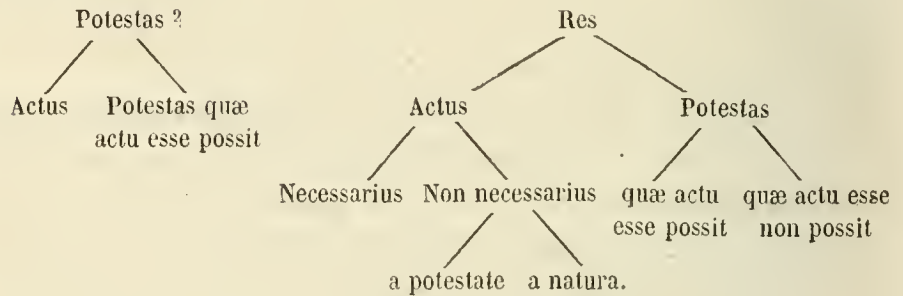 Potestas ?
Actus
Potestas quæ
actu esse possit
Res
Actus
Potestas
Necessarius
Non necessarius
quæ actu
esse possit
quæ actu esse
non possit
a potestate
a natura.